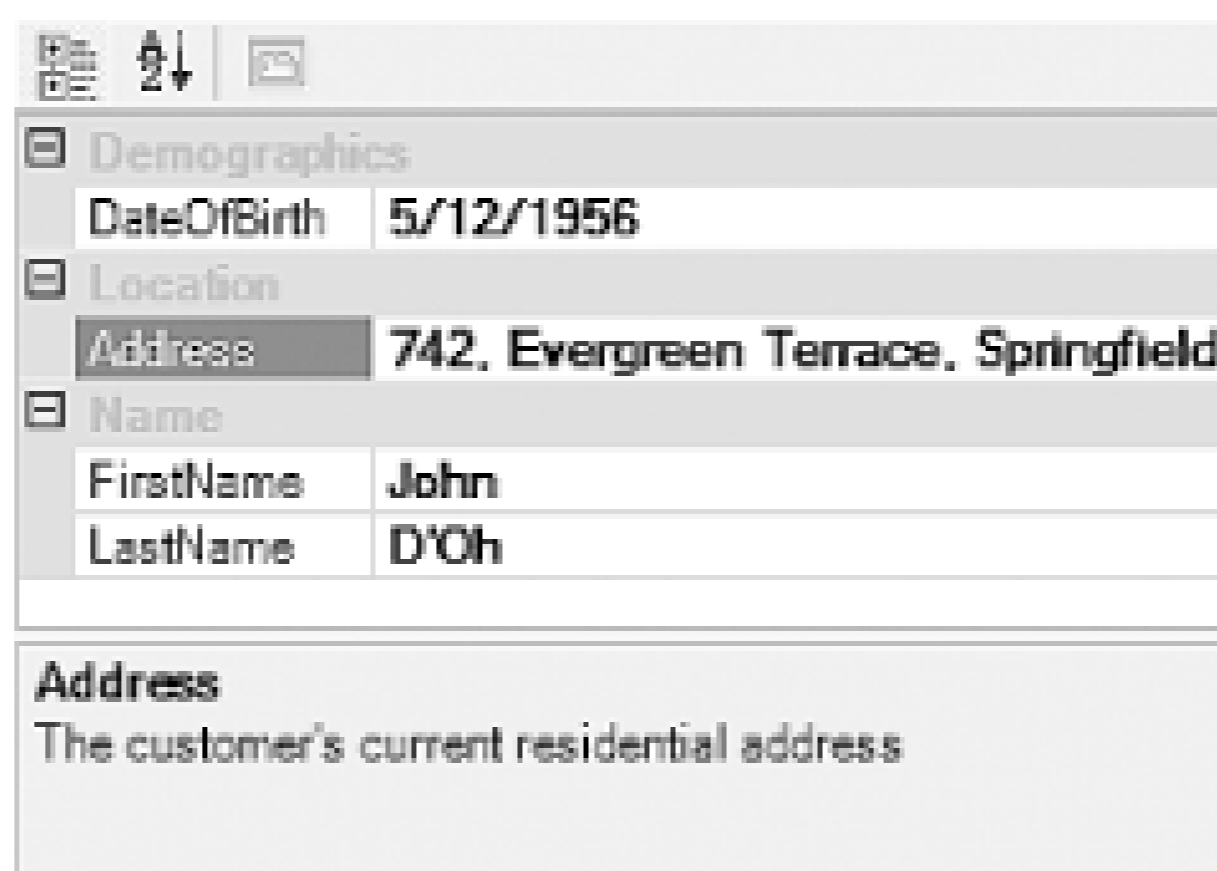 Demographics
DateOfBirth 5/12/1956
Location
Address 742, Evergreen Terrace, Springfield
Name
FirstName John
LastName D'Oh
Address
The customer's current residential address